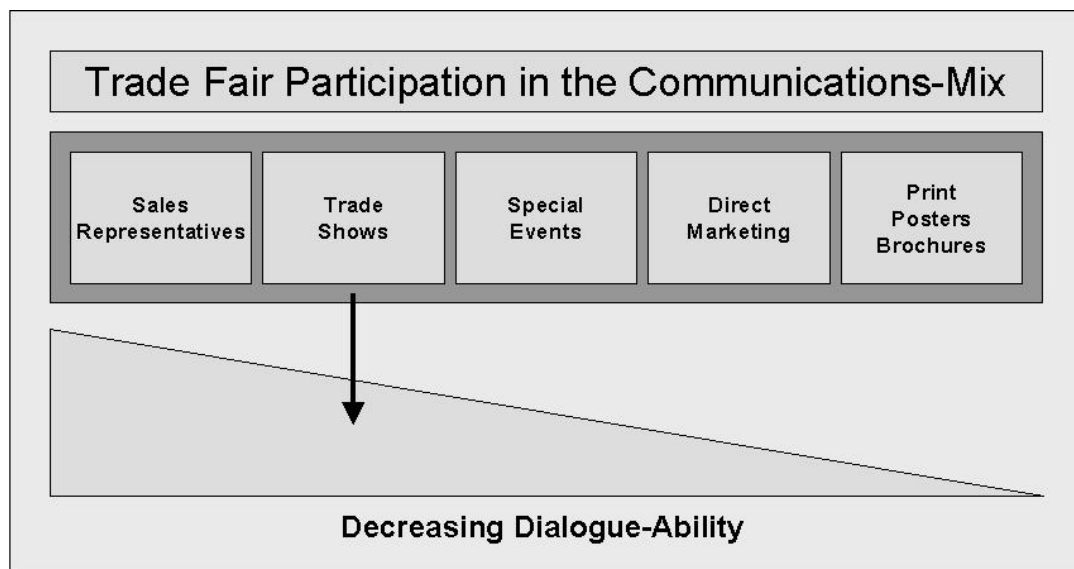 Trade Fair Participation in the Communications-Mix
Sales
Representatives
Trade
Shows
Special
Events
Direct
Marketing
Print
Posters
Brochures
Decreasing Dialogue-Ability